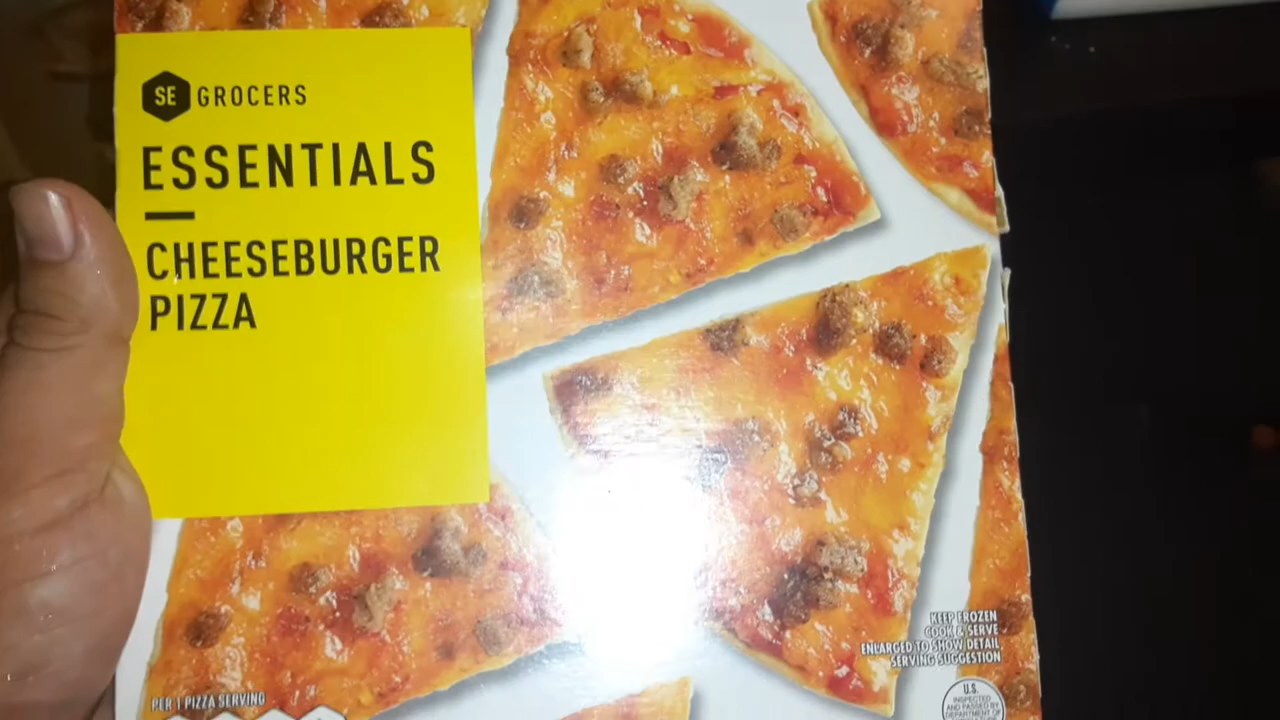 SE GROCERS
ESSENTIALS
CHEESEBURGER
PIZZA
KEEP FROZEN
COOK & SERVE
ENLARGED TO SHOW DETAIL,
SERVING SUGGESTION
PER 1 PIZZA SERVING
U.S.
INSPECTED
AND PASSED BY
DEPARTMENT OF